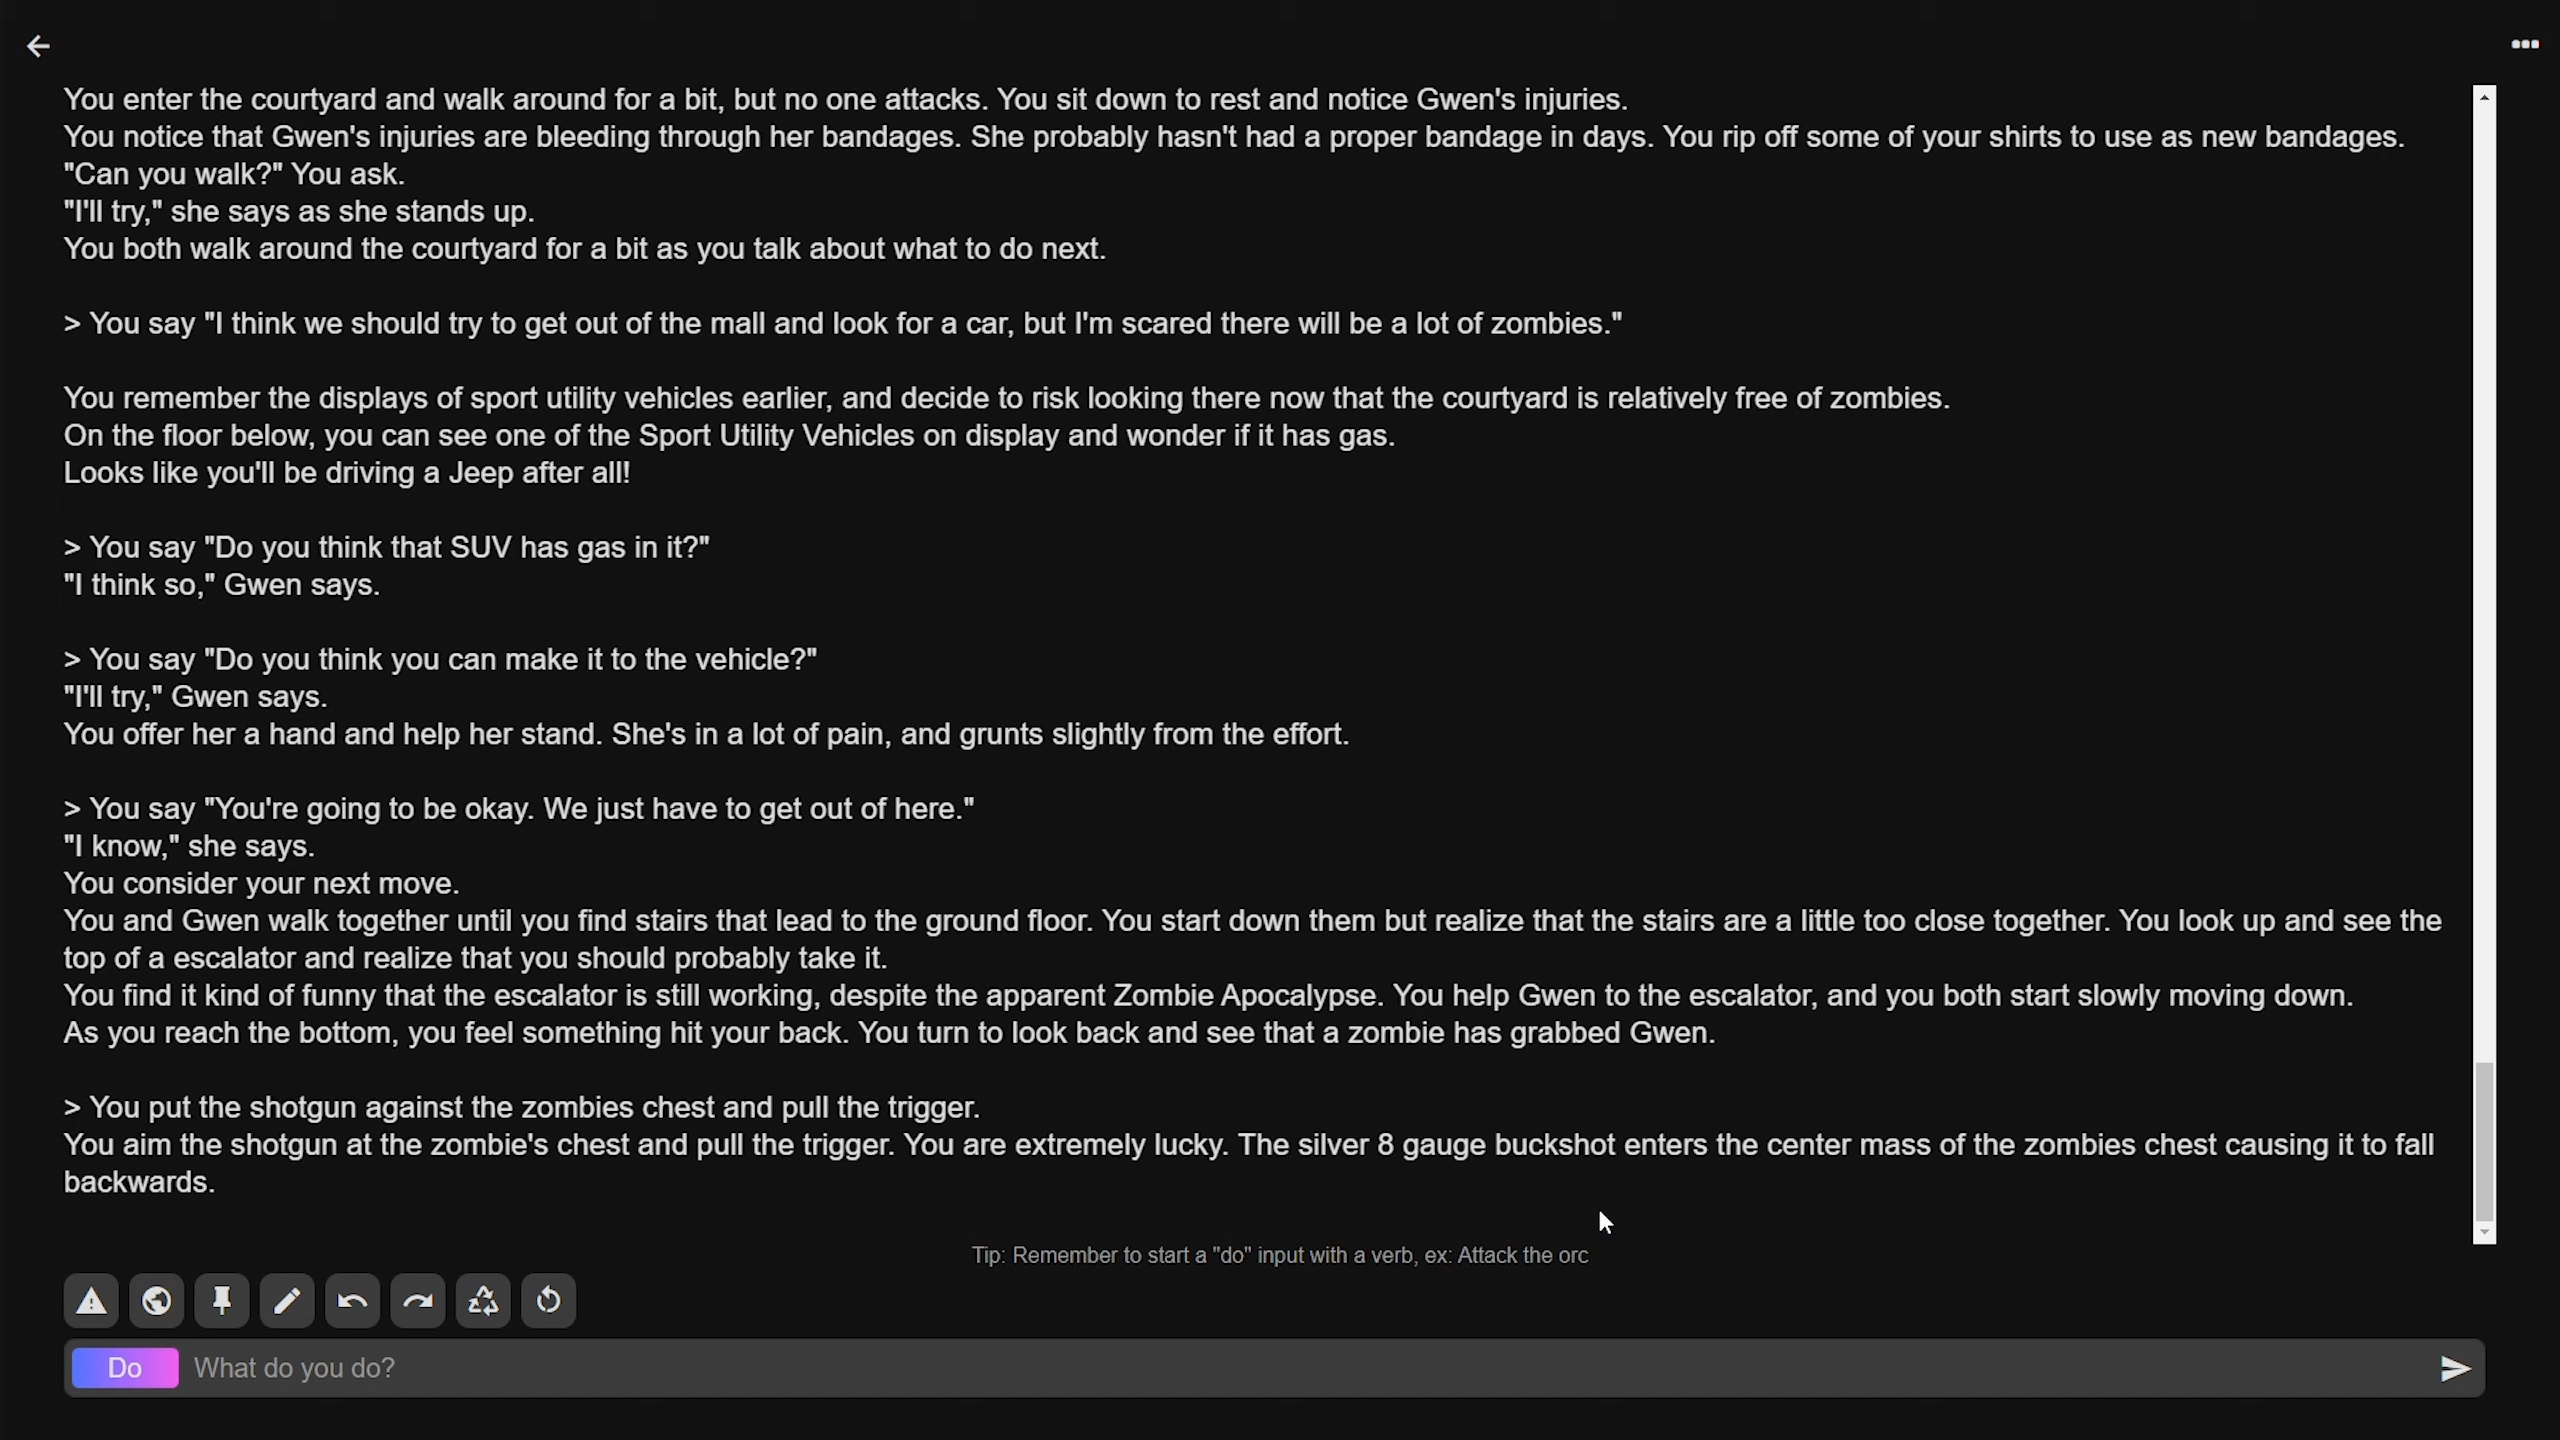 You enter the courtyard and walk around for a bit, but no one attacks. You sit down to rest and notice Gwen's injuries.
You notice that Gwen's injuries are bleeding through her bandages. She probably hasn't had a proper bandage in days. You rip off some of your shirts to use as new bandages.
"Can you walk?" You ask.
"I'll try," she says as she stands up.
You both walk around the courtyard for a bit as you talk about what to do next.
> You say "I think we should try to get out of the mall and look for a car, but I'm scared there will be a lot of zombies."
You remember the displays of sport utility vehicles earlier, and decide to risk looking there now that the courtyard is relatively free of zombies.
On the floor below, you can see one of the Sport Utility Vehicles on display and wonder if it has gas.
Looks like you'll be driving a Jeep after all!
> You say "Do you think that SUV has gas in it?"
"I think so," Gwen says.
> You say "Do you think you can make it to the vehicle?"
"I'll try," Gwen says.
You offer her a hand and help her stand. She's in a lot of pain, and grunts slightly from the effort.
> You say "You're going to be okay. We just have to get out of here."
"I know," she says.
You consider your next move.
You and Gwen walk together until you find stairs that lead to the ground floor. You start down them but realize that the stairs are a little too close together. You look up and see the
top of a escalator and realize that you should probably take it.
You find it kind of funny that the escalator is still working, despite the apparent Zombie Apocalypse. You help Gwen to the escalator, and you both start slowly moving down.
As you reach the bottom, you feel something hit your back. You turn to look back and see that a zombie has grabbed Gwen.
> You put the shotgun against the zombies chest and pull the trigger.
You aim the shotgun at the zombie's chest and pull the trigger. You are extremely lucky. The silver 8 gauge buckshot enters the center mass of the zombies chest causing it to fall
backwards.
Tip: Remember to start a "do" input with a verb, ex: Attack the orc
Do What do you do?